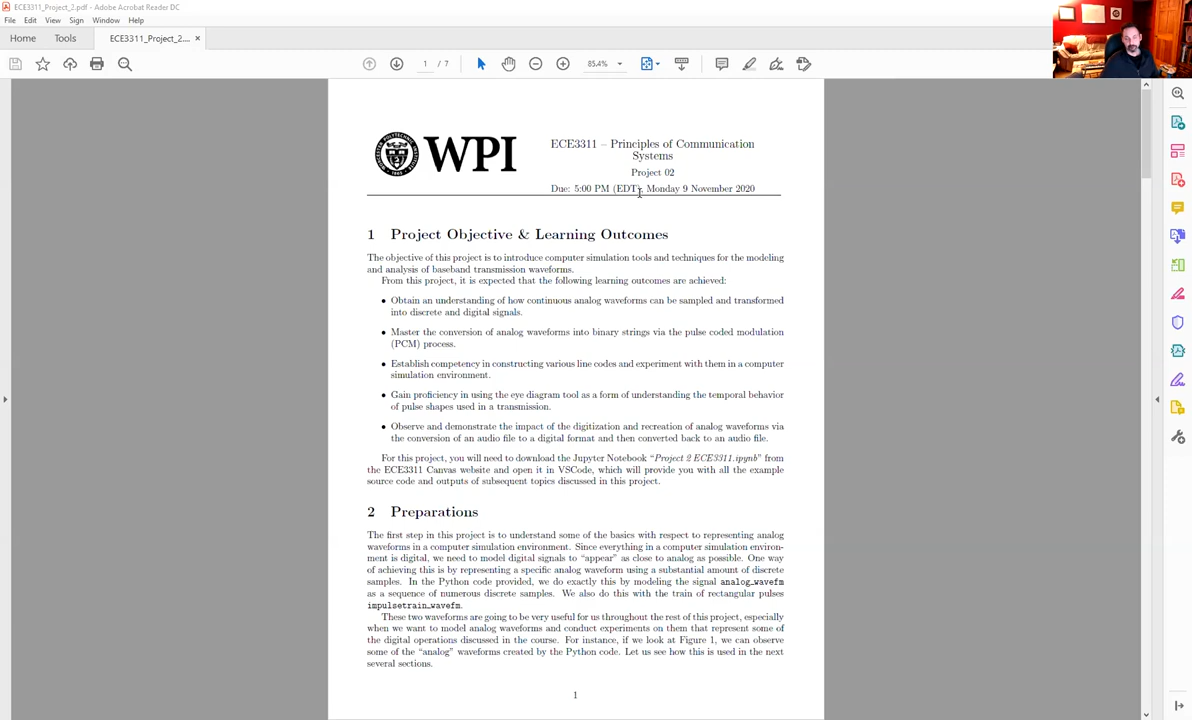 ECE3311_Project_2.pdf - Adobe Acrobat Reader DC
File Edit View Sign Window Help
Home Tools ECE3311_Project_2.... ×
1 / 7 85.4%
WPI
ECE3311 – Principles of Communication
Systems
Project 02
Due: 5:00 PM (EDT), Monday 9 November 2020
1 Project Objective & Learning Outcomes
The objective of this project is to introduce computer simulation tools and techniques for the modeling
and analysis of baseband transmission waveforms.
From this project, it is expected that the following learning outcomes are achieved:
• Obtain an understanding of how continuous analog waveforms can be sampled and transformed
into discrete and digital signals.
• Master the conversion of analog waveforms into binary strings via the pulse coded modulation
(PCM) process.
• Establish competency in constructing various line codes and experiment with them in a computer
simulation environment.
• Gain proficiency in using the eye diagram tool as a form of understanding the temporal behavior
of pulse shapes used in a transmission.
• Observe and demonstrate the impact of the digitization and recreation of analog waveforms via
the conversion of an audio file to a digital format and then converted back to an audio file.
For this project, you will need to download the Jupyter Notebook “Project 2 ECE3311.ipynb” from
the ECE3311 Canvas website and open it in VSCode, which will provide you with all the example
source code and outputs of subsequent topics discussed in this project.
2 Preparations
The first step in this project is to understand some of the basics with respect to representing analog
waveforms in a computer simulation environment. Since everything in a computer simulation environ-
ment is digital, we need to model digital signals to “appear” as close to analog as possible. One way
of achieving this is by representing a specific analog waveform using a substantial amount of discrete
samples. In the Python code provided, we do exactly this by modeling the signal analog_wavefm
as a sequence of numerous discrete samples. We also do this with the train of rectangular pulses
impulsetrain_wavefm.
These two waveforms are going to be very useful for us throughout the rest of this project, especially
when we want to model analog waveforms and conduct experiments on them that represent some of
the digital operations discussed in the course. For instance, if we look at Figure 1, we can observe
some of the “analog” waveforms created by the Python code. Let us see how this is used in the next
several sections.
1